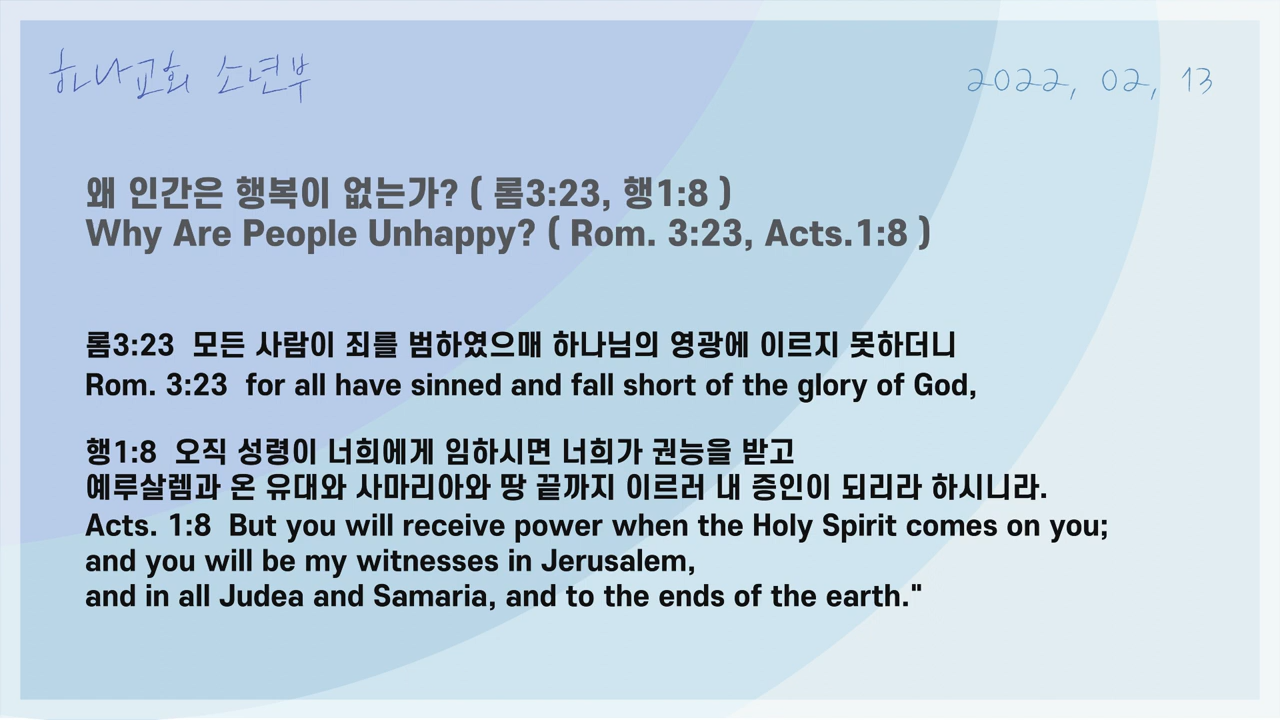 하나교회 소년부
2022, 02, 13
왜 인간은 행복이 없는가? ( 롬3:23, 행1:8 )
Why Are People Unhappy? ( Rom. 3:23, Acts.1:8 )
롬3:23 모든 사람이 죄를 범하였으매 하나님의 영광에 이르지 못하더니
Rom. 3:23 for all have sinned and fall short of the glory of God,
행1:8 오직 성령이 너희에게 임하시면 너희가 권능을 받고
예루살렘과 온 유대와 사마리아와 땅 끝까지 이르러 내 증인이 되리라 하시니라.
Acts. 1:8 But you will receive power when the Holy Spirit comes on you;
and you will be my witnesses in Jerusalem,
and in all Judea and Samaria, and to the ends of the earth."